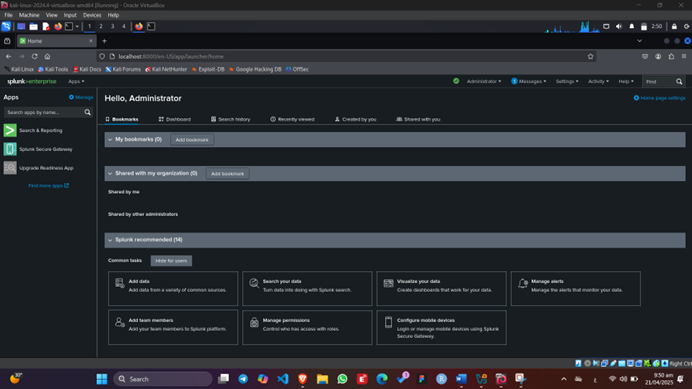 kali-linux-2024.4-virtualbox-amd64 [Running] - Oracle VirtualBox
File Machine View Input Devices Help
1 2 3 4 2:50
Home
localhost:8000/en-US/app/launcher/home
Kali Linux Kali Tools Kali Docs Kali Forums Kali NetHunter Exploit-DB Google Hacking DB OffSec
splunk>enterprise Apps Administrator Messages Settings Activity Help Find
Apps Manage
Search apps by name...
Search & Reporting
Splunk Secure Gateway
Upgrade Readiness App
Find more apps
Hello, Administrator
Home page settings
Bookmarks Dashboard Search history Recently viewed Created by you Shared with you
My bookmarks (0) Add bookmark
Shared with my organization (0) Add bookmark
Shared by me
Shared by other administrators
Splunk recommended (14)
Common tasks Hide for users
Add data
Add data from a variety of common sources.
Search your data
Turn data into doing with Splunk search.
Visualize your data
Create dashboards that work for your data.
Manage alerts
Manage the alerts that monitor your data.
Add team members
Add your team members to Splunk platform.
Manage permissions
Control who has access with roles.
Configure mobile devices
Login or manage mobile devices using Splunk
Secure Gateway.
Right Ctrl
30°
Search
9:50 am
21/04/2025